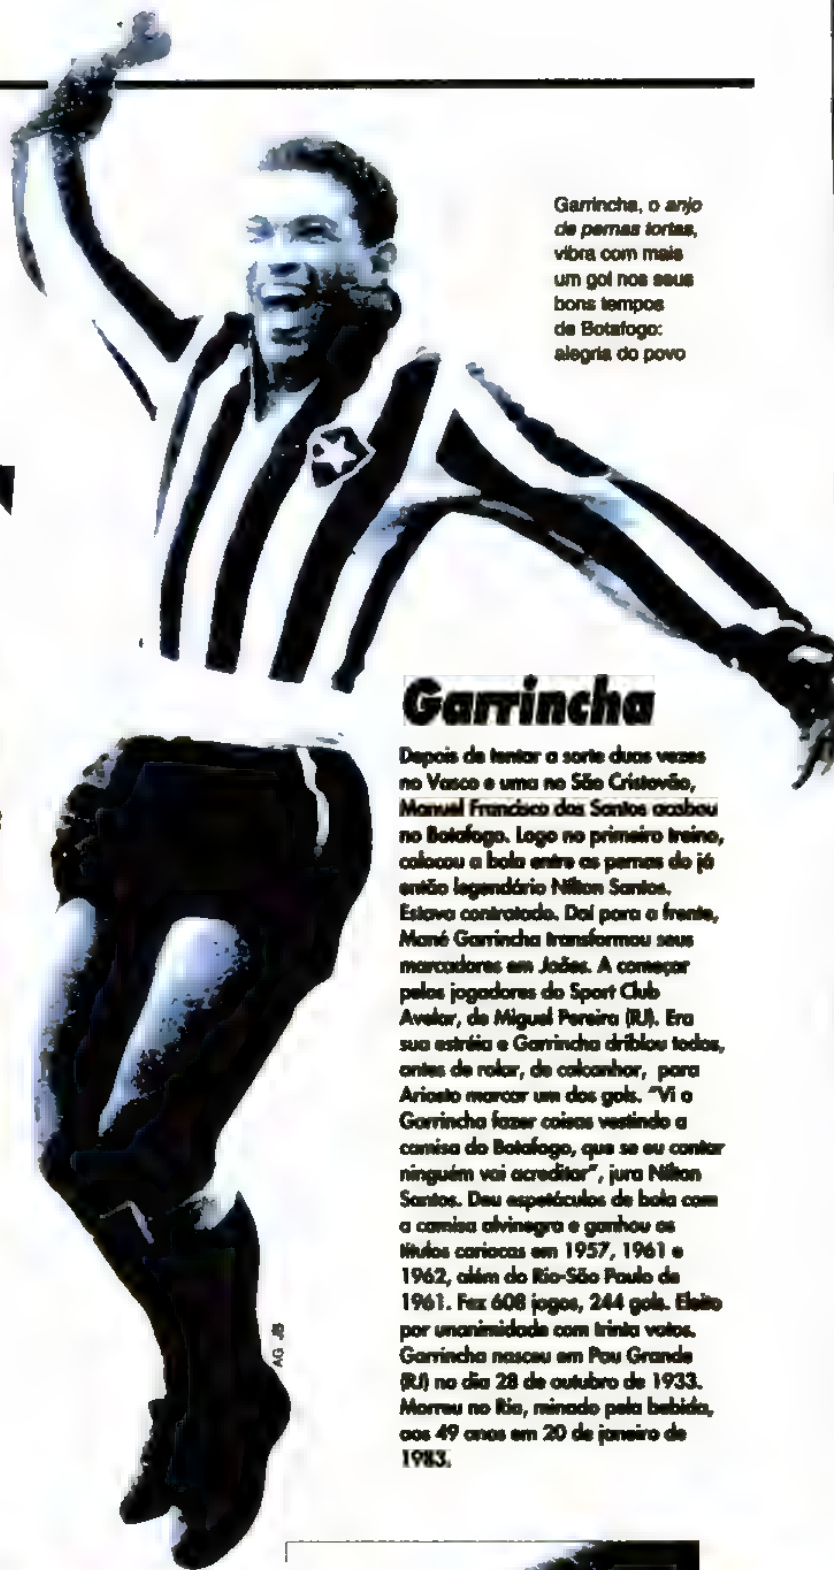 Garrincha, o anjo
de pernas tortas,
vibra com mais
um gol nos seus
bons tempos
de Botafogo:
alegria do povo
Garrincha
Depois de tentar a sorte duas vezes
no Vasco e uma no São Cristovão,
Manuel Francisco dos Santos acabou
no Botafogo. Logo no primeiro treino,
colocou a bola entre as pernas do já
então legendário Nílton Santos.
Estava contratado. Daí para a frente,
Mané Garrincha transformou seus
marcadores em Joões. A começar
pelos jogadores do Sport Club
Avelar, de Miguel Pereira (RJ). Era
sua estréia e Garrincha driblou todos,
antes de rolar, de calcanhar, para
Ariosto marcar um dos gols. "Vi o
Garrincha fazer coisas vestindo a
camisa do Botafogo, que se eu contar
ninguém vai acreditar", jura Nílton
Santos. Deu espetáculos de bola com
a camisa alvinegra e ganhou os
títulos cariocas em 1957, 1961 e
1962, além do Rio-São Paulo de
1961. Fez 608 jogos, 244 gols. Eleito
por unanimidade com trinta votos.
Garrincha nasceu em Pau Grande
(RJ) no dia 28 de outubro de 1933.
Morreu no Rio, minado pela bebida,
aos 49 anos em 20 de janeiro de
1983.
AG JB